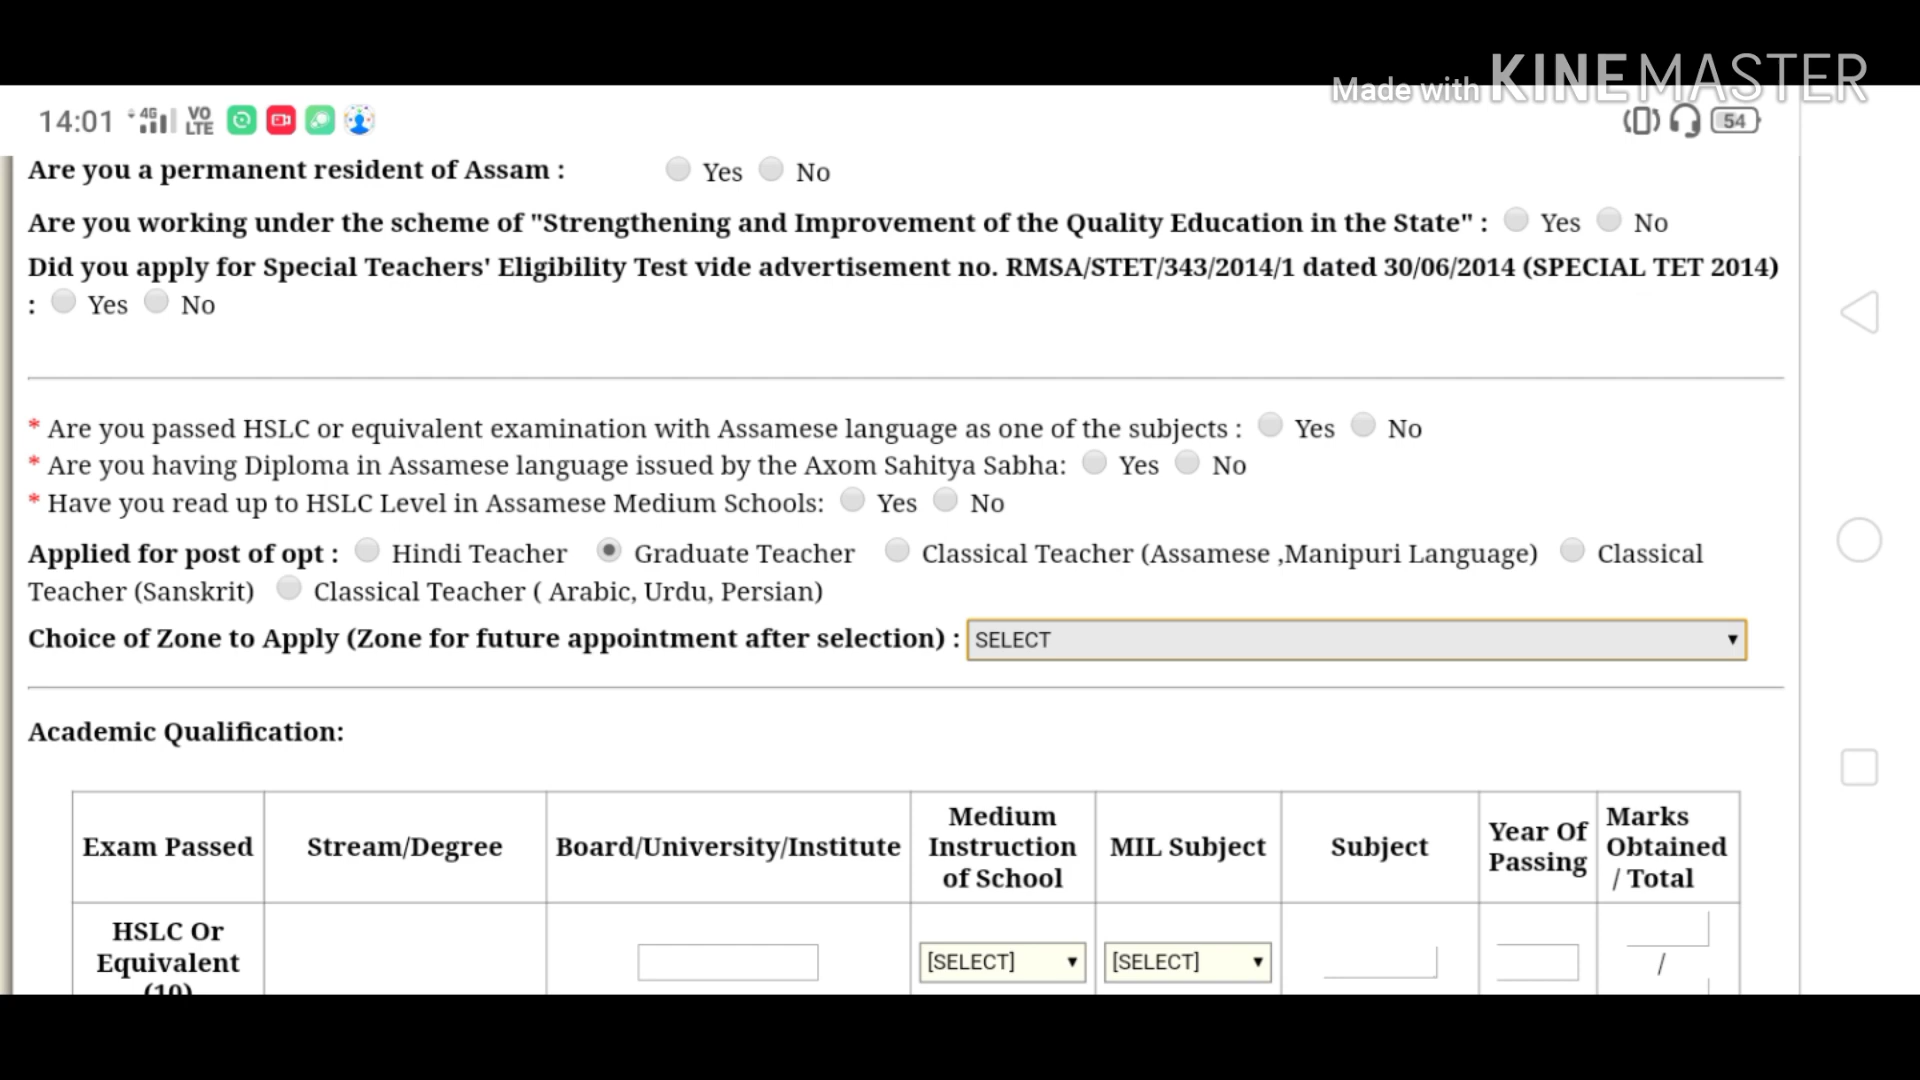 Made with KINEMASTER
14:01 4G VO LTE 54
Are you a permanent resident of Assam : Yes No
Are you working under the scheme of "Strengthening and Improvement of the Quality Education in the State" : Yes No
Did you apply for Special Teachers' Eligibility Test vide advertisement no. RMSA/STET/343/2014/1 dated 30/06/2014 (SPECIAL TET 2014)
: Yes No
* Are you passed HSLC or equivalent examination with Assamese language as one of the subjects : Yes No
* Are you having Diploma in Assamese language issued by the Axom Sahitya Sabha: Yes No
* Have you read up to HSLC Level in Assamese Medium Schools: Yes No
Applied for post of opt : Hindi Teacher Graduate Teacher Classical Teacher (Assamese ,Manipuri Language) Classical
Teacher (Sanskrit) Classical Teacher ( Arabic, Urdu, Persian)
Choice of Zone to Apply (Zone for future appointment after selection) : SELECT
Academic Qualification:
Exam Passed
Stream/Degree
Board/University/Institute
Medium
Instruction
of School
MIL Subject
Subject
Year Of
Passing
Marks
Obtained
/ Total
HSLC Or
Equivalent
(10)
[SELECT]
[SELECT]
/